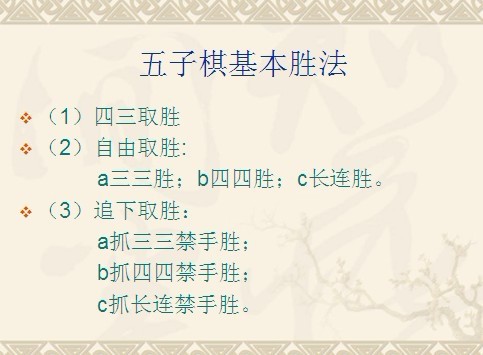 五子棋基本胜法
（1）四三取胜
（2）自由取胜:
a三三胜；b四四胜；c长连胜。
（3）追下取胜：
a抓三三禁手胜；
b抓四四禁手胜；
c抓长连禁手胜。